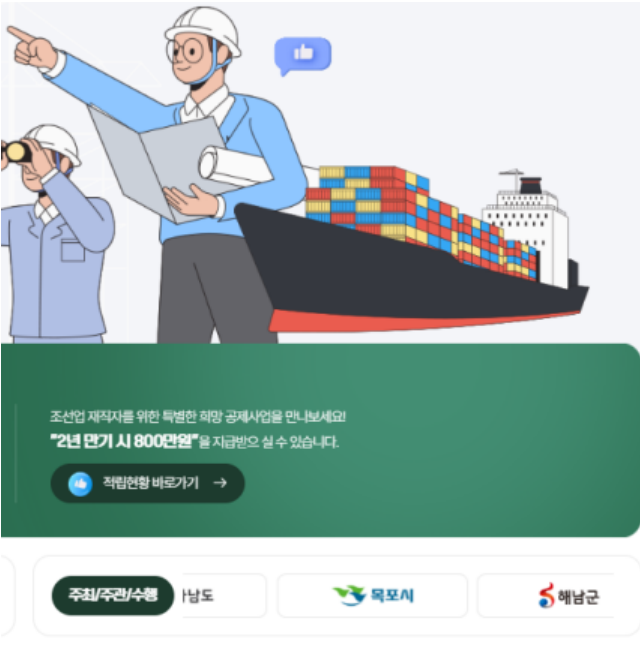 조선업 재직자를 위한 특별한 희망 공제사업을 만나보세요!
"2년 만기 시 800만원"을 지급받으 실 수 있습니다.
적립현황 바로가기 →
주최/주관/수행
남도
목포시
해남군